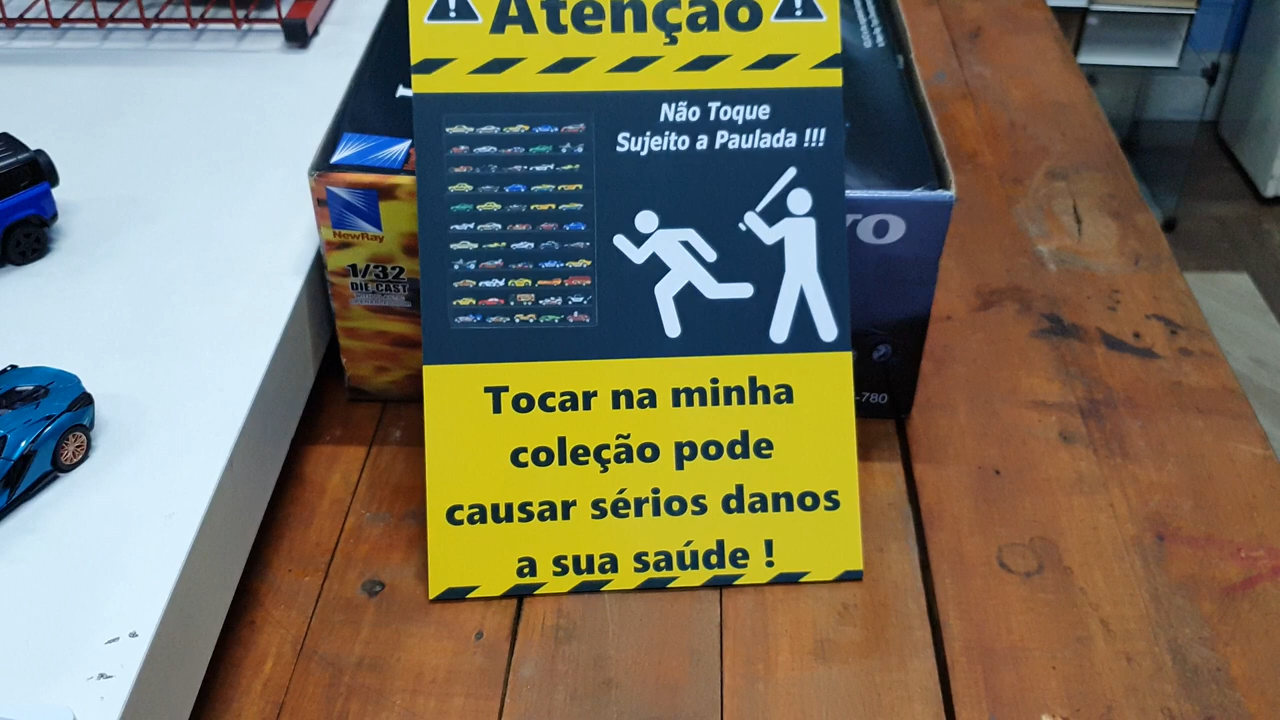 Atenção
Não Toque
Sujeito a Paulada !!!
Tocar na minha
coleção pode
causar sérios danos
a sua saúde !
NewRay
1/32
DIE-CAST
-780